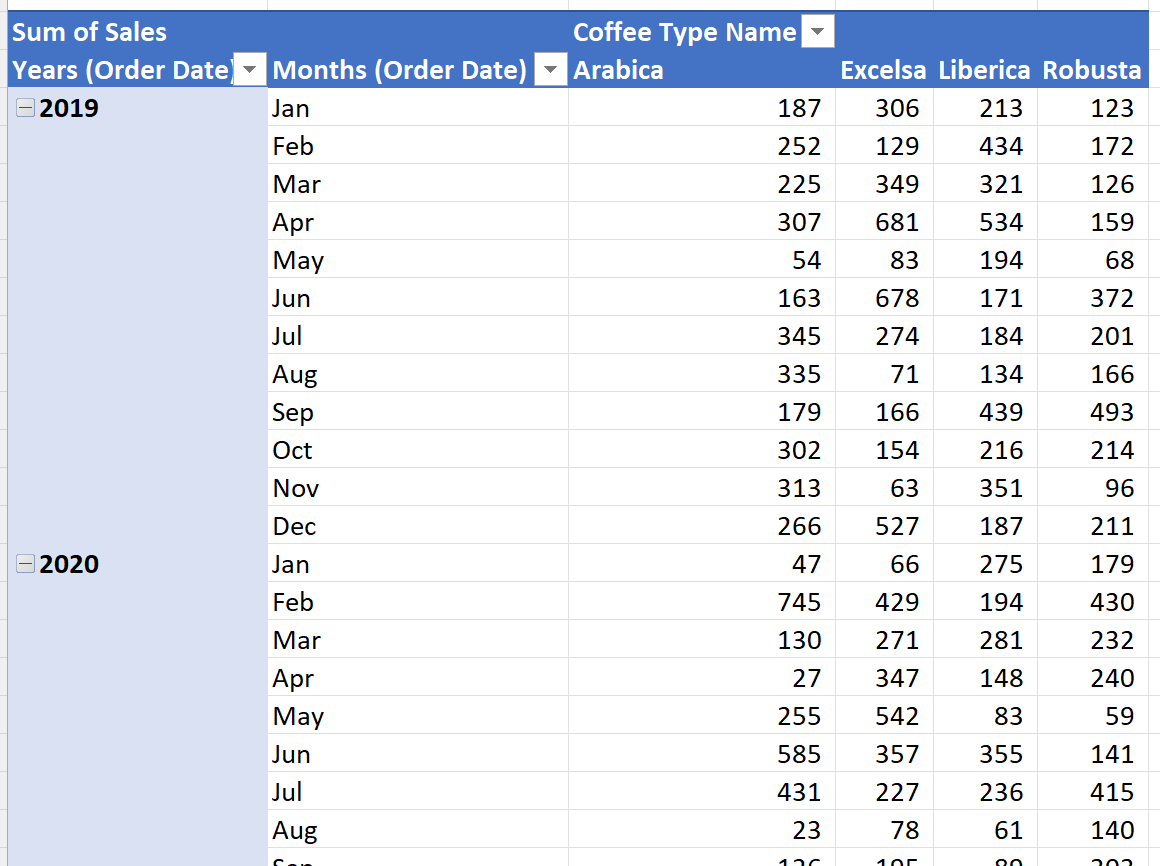 Sum of Sales Coffee Type Name
Years (Order Date) Months (Order Date) Arabica Excelsa Liberica Robusta
2019 Jan 187 306 213 123
Feb 252 129 434 172
Mar 225 349 321 126
Apr 307 681 534 159
May 54 83 194 68
Jun 163 678 171 372
Jul 345 274 184 201
Aug 335 71 134 166
Sep 179 166 439 493
Oct 302 154 216 214
Nov 313 63 351 96
Dec 266 527 187 211
2020 Jan 47 66 275 179
Feb 745 429 194 430
Mar 130 271 281 232
Apr 27 347 148 240
May 255 542 83 59
Jun 585 357 355 141
Jul 431 227 236 415
Aug 23 78 61 140
Sep